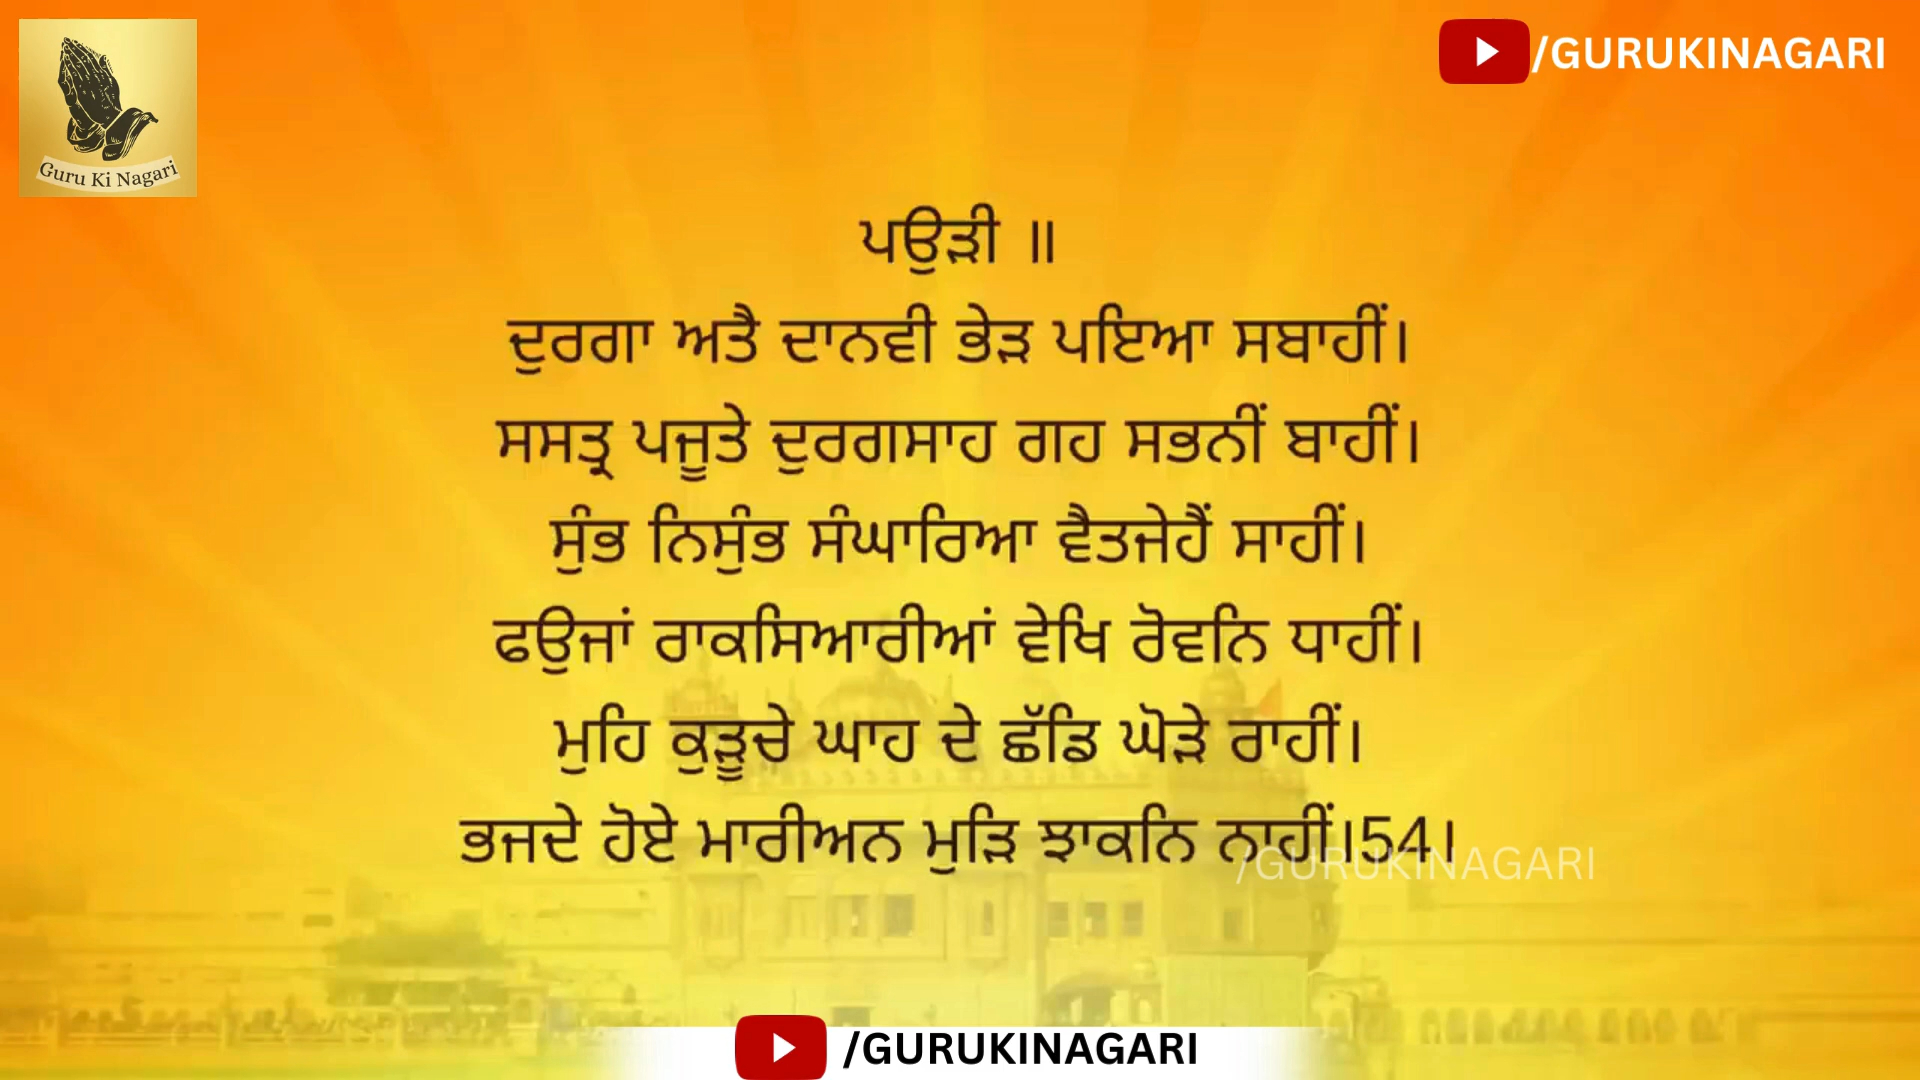 Guru Ki Nagari
/GURUKINAGARI
ਪਉੜੀ ॥
ਦੁਰਗਾ ਅਤੈ ਦਾਨਵੀ ਭੇੜ ਪਇਆ ਸਬਾਹੀਂ।
ਸਸਤ੍ਰ ਪਜੂਤੇ ਦੁਰਗਸਾਹ ਗਹ ਸਭਨੀਂ ਬਾਹੀਂ।
ਸੁੰਭ ਨਿਸੁੰਭ ਸੰਘਾਰਿਆ ਵੈਤਜੇਹੈਂ ਸਾਹੀਂ।
ਫਉਜਾਂ ਰਾਕਸਿਆਰੀਆਂ ਵੇਖਿ ਰੋਵਨਿ ਧਾਹੀਂ।
ਮੁਹਿ ਕੁੜੂਚੇ ਘਾਹ ਦੇ ਛੱਡਿ ਘੋੜੇ ਰਾਹੀਂ।
ਭਜਦੇ ਹੋਏ ਮਾਰੀਅਨ ਮੁੜਿ ਝਾਕਨਿ ਨਾਹੀਂ।54।
/GURUKINAGARI
/GURUKINAGARI